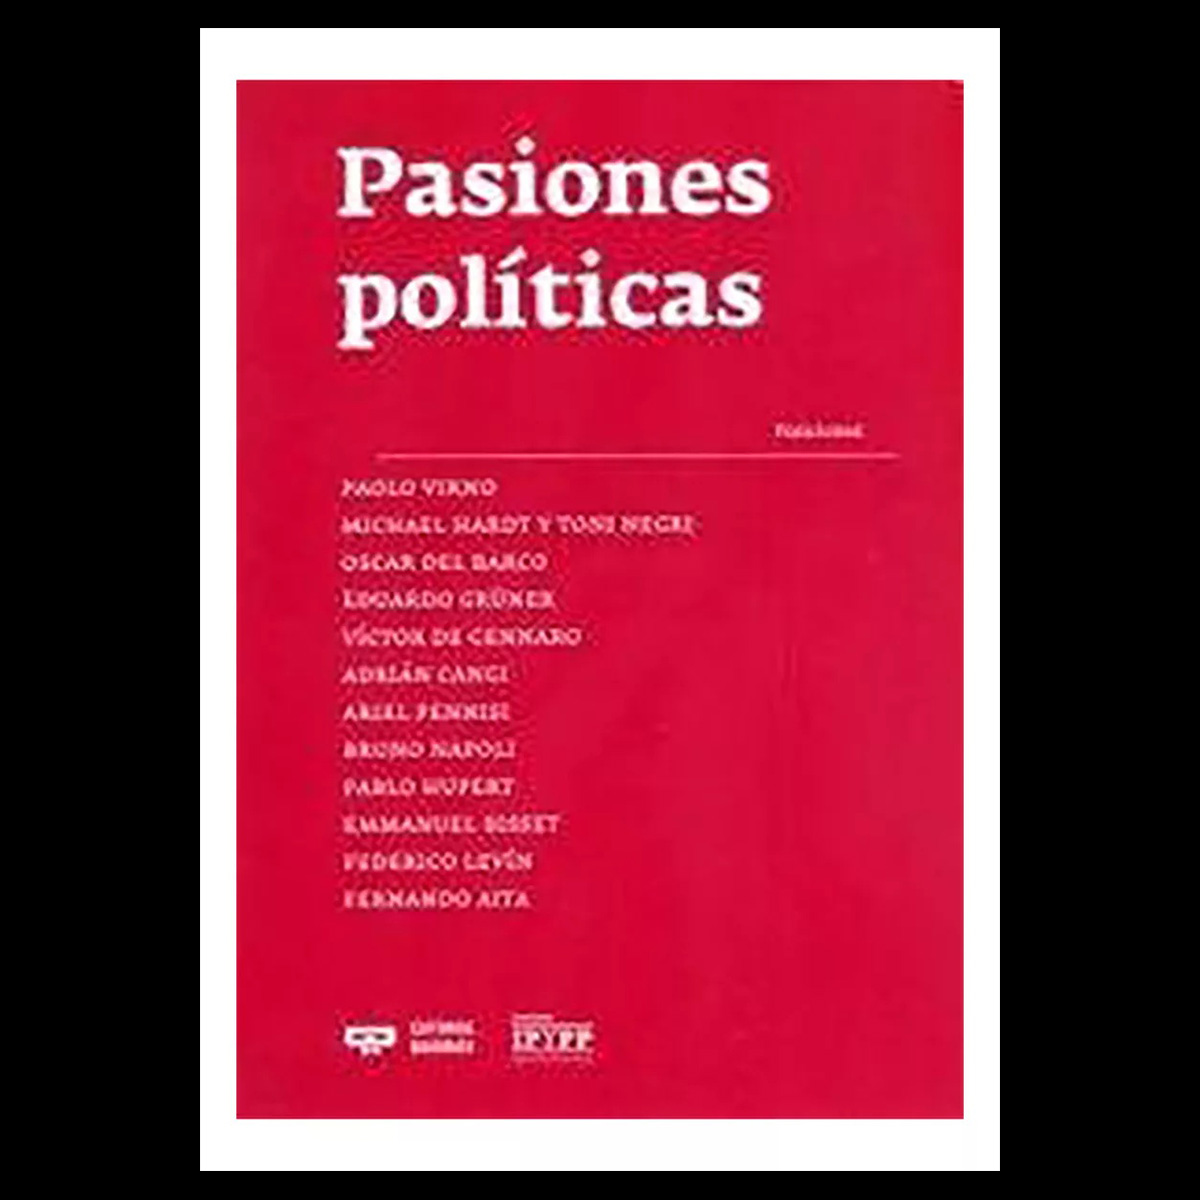 Pasiones
políticas
PAOLO VIRNO
MICHAEL HARDT Y TONI NEGRI
OSCAR DEL BARCO
EDUARDO GRÜNER
VÍCTOR DE GENNARO
ADRIÁN CANGI
ARIEL PENNISI
BRUNO NAPOLI
PABLO HUPERT
EMMANUEL BISSET
FEDERICO LEVÍN
FERNANDO AITA
IPYPP